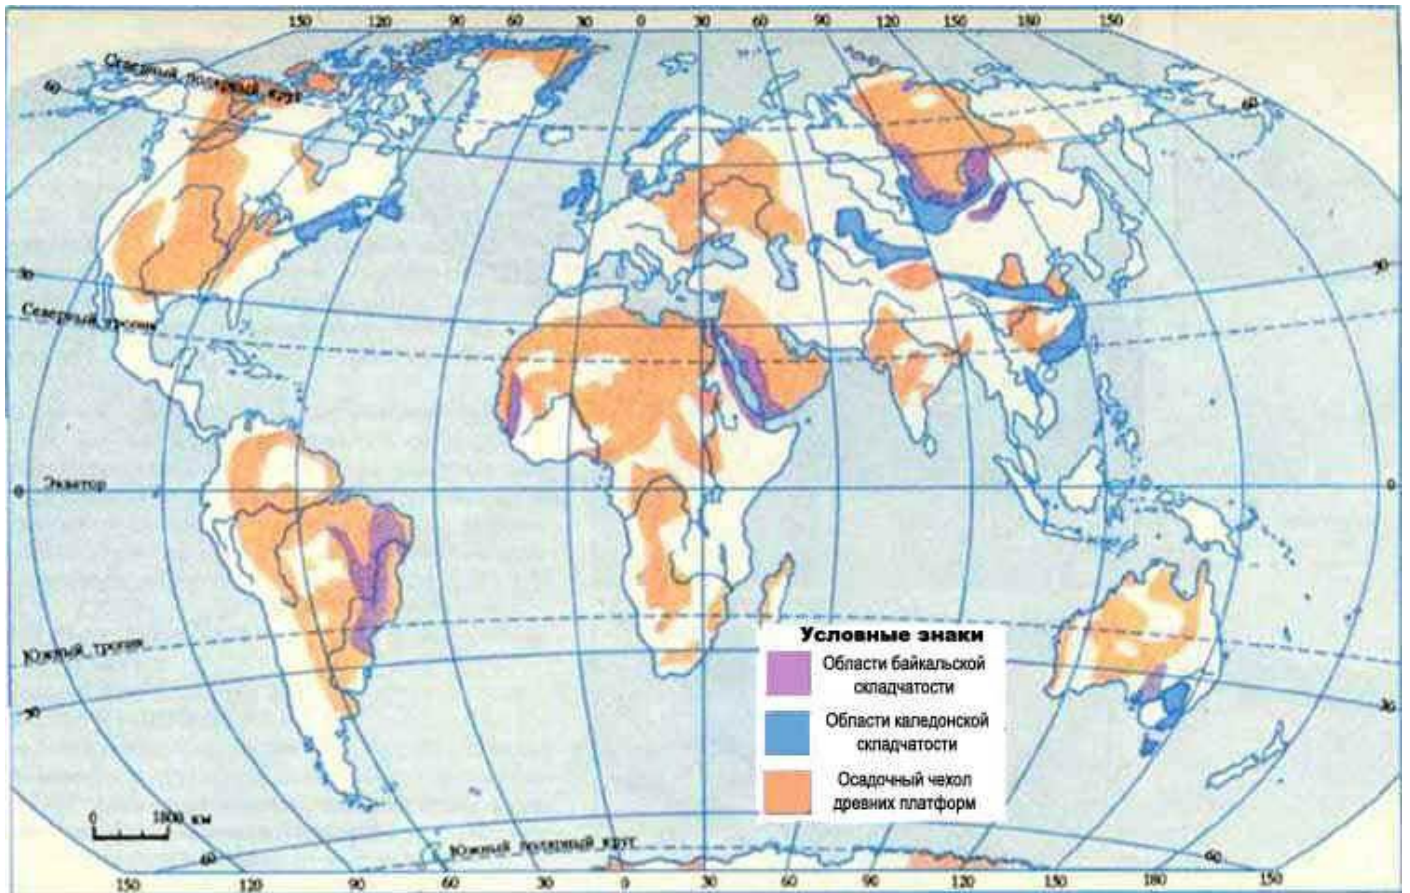 150 120 90 60 30 0 30 60 90 120 150 180 150
Северный полярный круг
60
60
30
30
Северный тропик
0
Экватор
0
Южный тропик
Условные знаки
Области байкальской
складчатости
Области каледонской
складчатости
Осадочный чехол
древних платформ
30
30
0 1800 км
Южный полярный круг
60
60
150 120 90 60 30 0 30 60 90 120 150 180 150